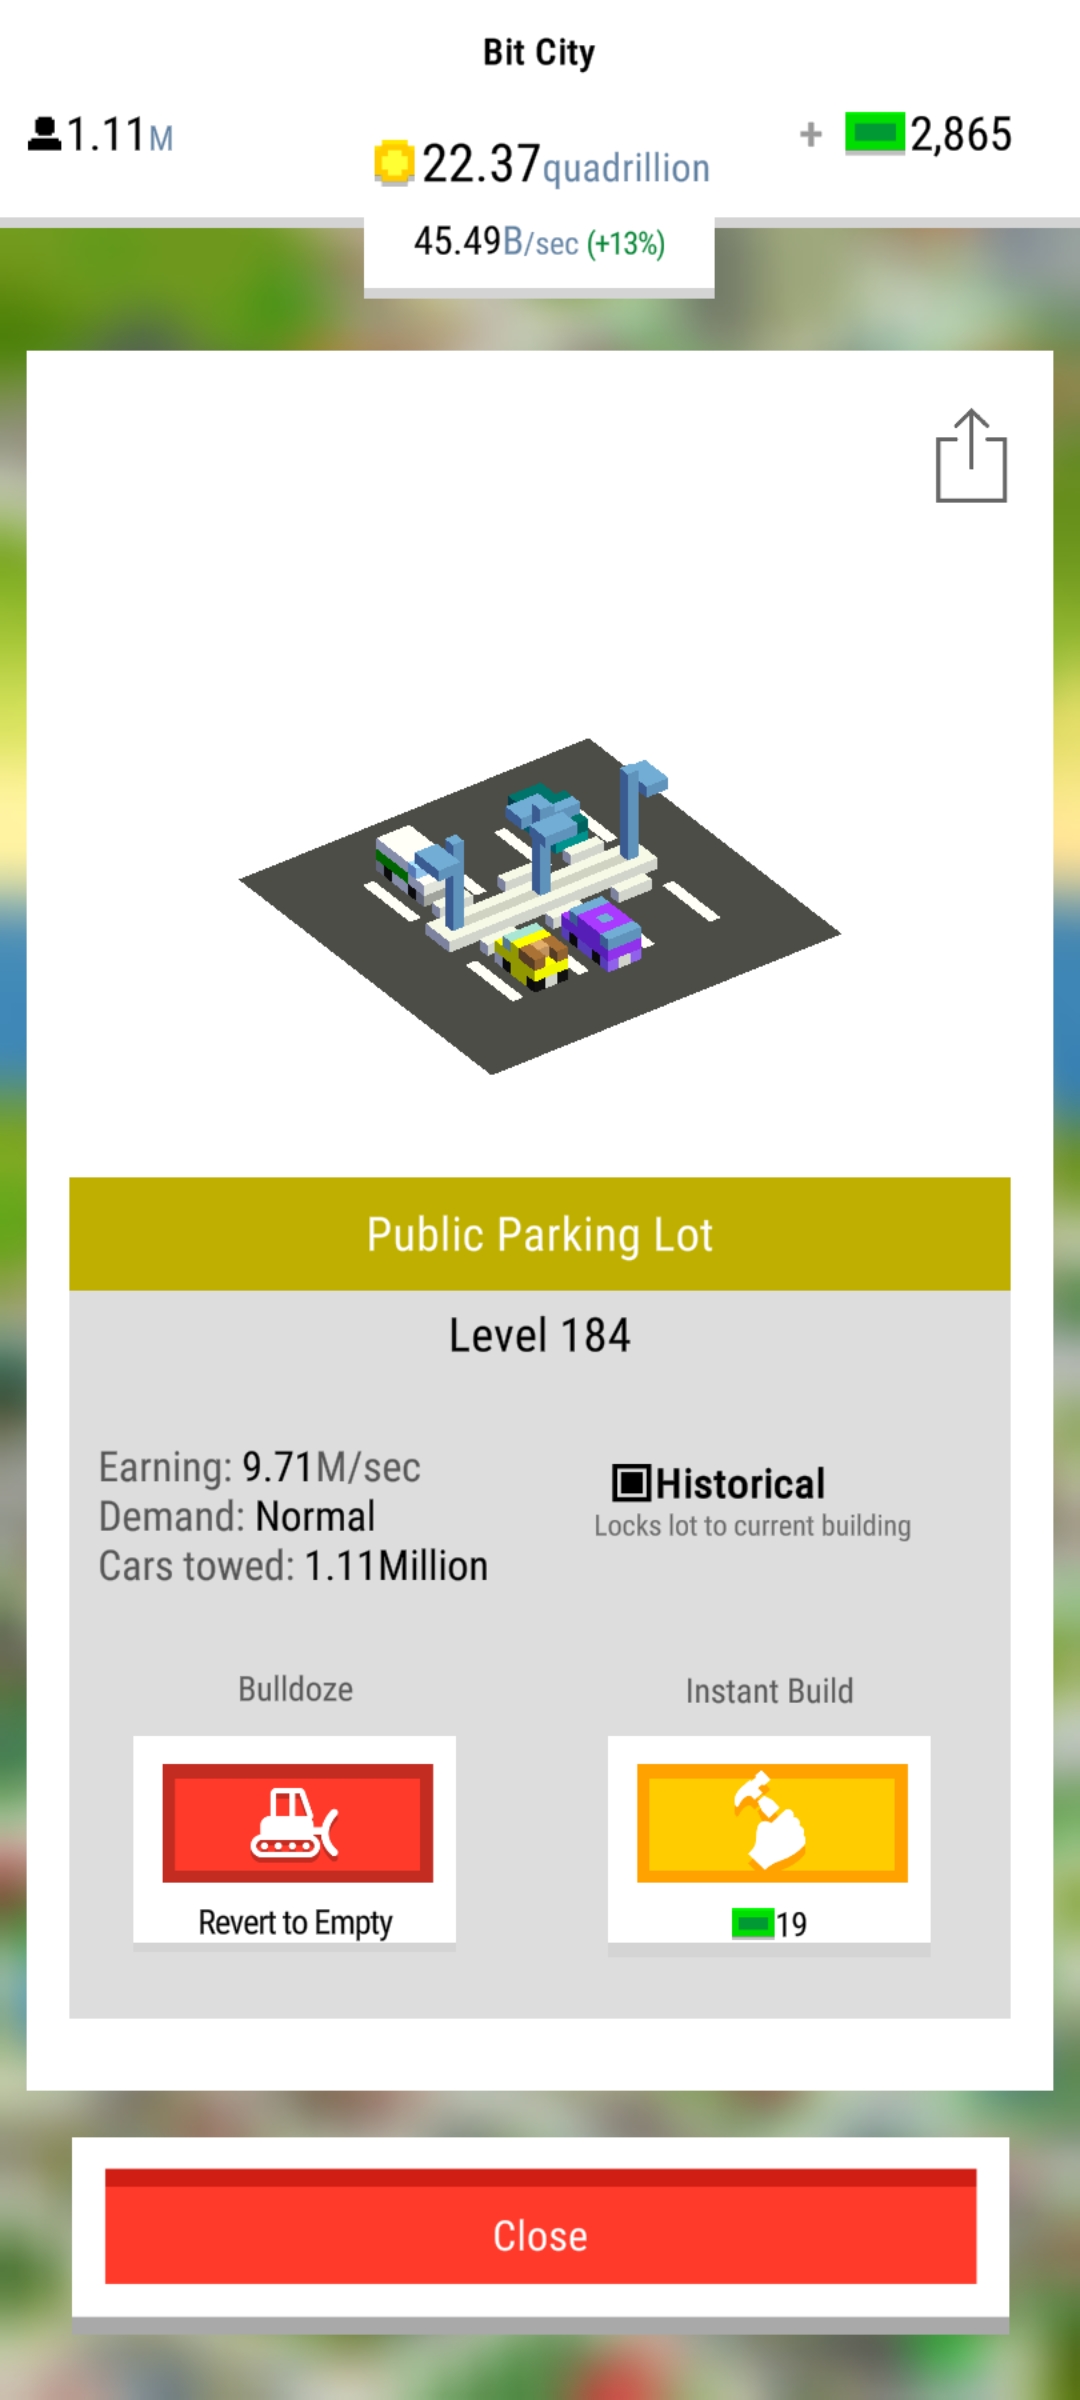 Bit City
1.11M
22.37quadrillion
+ 2,865
45.49B/sec (+13%)
Public Parking Lot
Level 184
Earning: 9.71M/sec
Demand: Normal
Cars towed: 1.11Million
Historical
Locks lot to current building
Bulldoze
Revert to Empty
Instant Build
19
Close